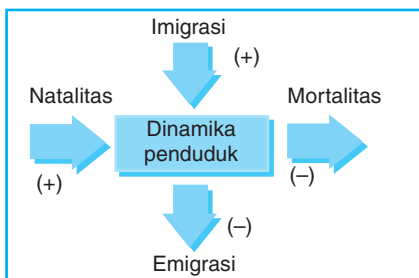 Imigrasi
(+)
Natalitas
Mortalitas
Dinamika
penduduk
(+)
(–)
(–)
Emigrasi